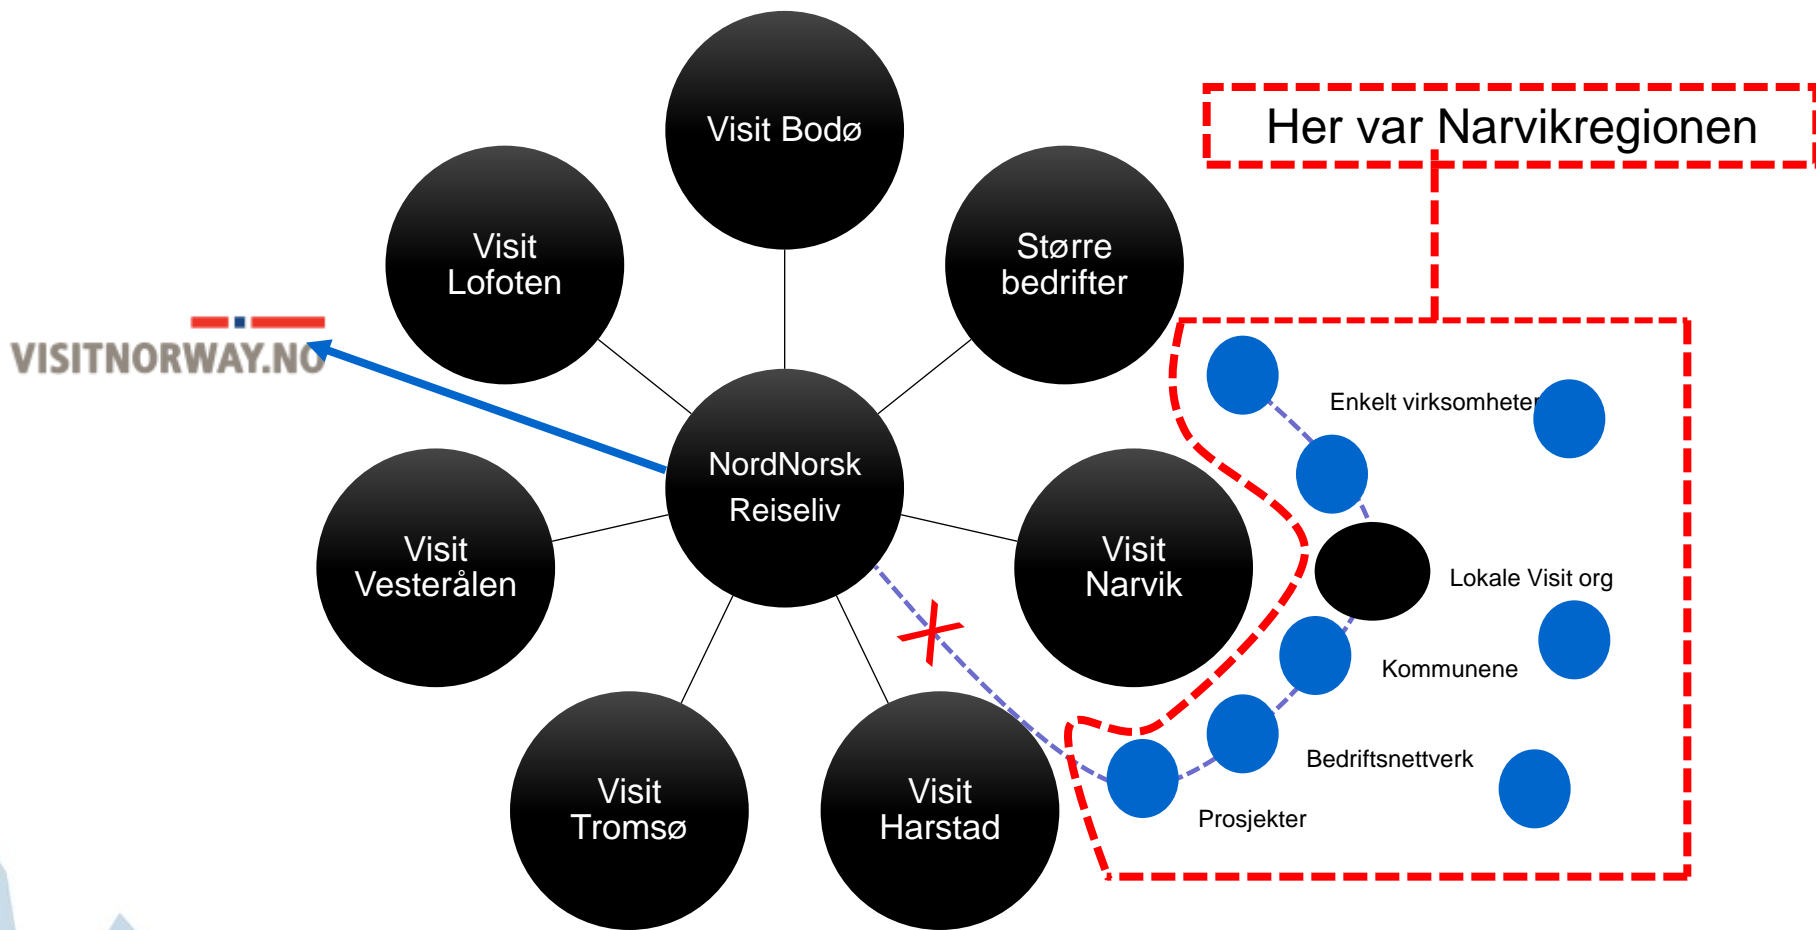 Visit Bodø
Her var Narvikregionen
Visit
Lofoten
Større
bedrifter
VISITNORWAY.NO
Enkelt virksomheter
NordNorsk
Reiseliv
Visit
Vesterålen
Visit
Narvik
Lokale Visit org
Kommunene
Bedriftsnettverk
Visit
Tromsø
Visit
Harstad
Prosjekter